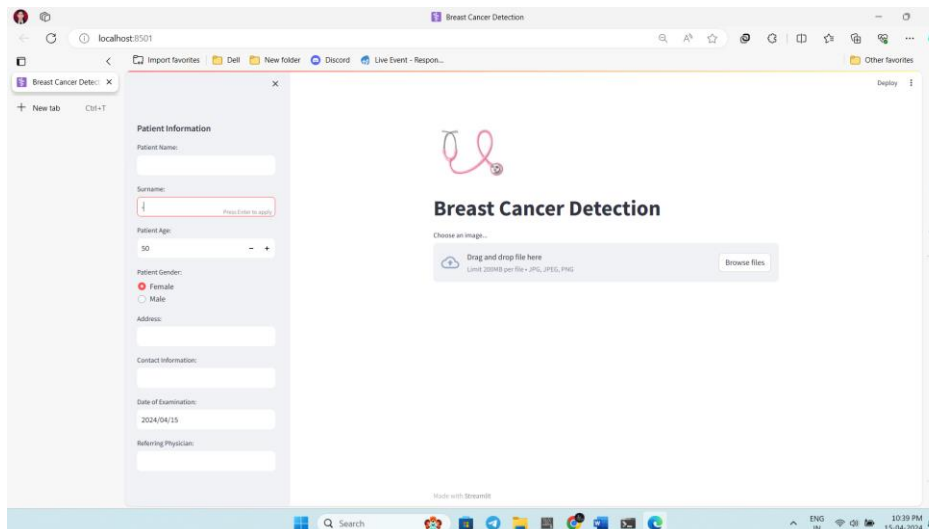 Breast Cancer Detection
localhost:8501
Import favorites Dell New folder Discord Live Event - Respon... Other favorites
Breast Cancer Detec
New tab Ctrl+T
Deploy
Patient Information
Patient Name:
Surname:
Press Enter to apply
Patient Age:
50
Patient Gender:
Female
Male
Address:
Contact Information:
Date of Examination:
2024/04/15
Referring Physician:
Breast Cancer Detection
Choose an image...
Drag and drop file here
Limit 200MB per file • JPG, JPEG, PNG
Browse files
Made with Streamlit
Search
ENG
IN
10:39 PM
15-04-2024